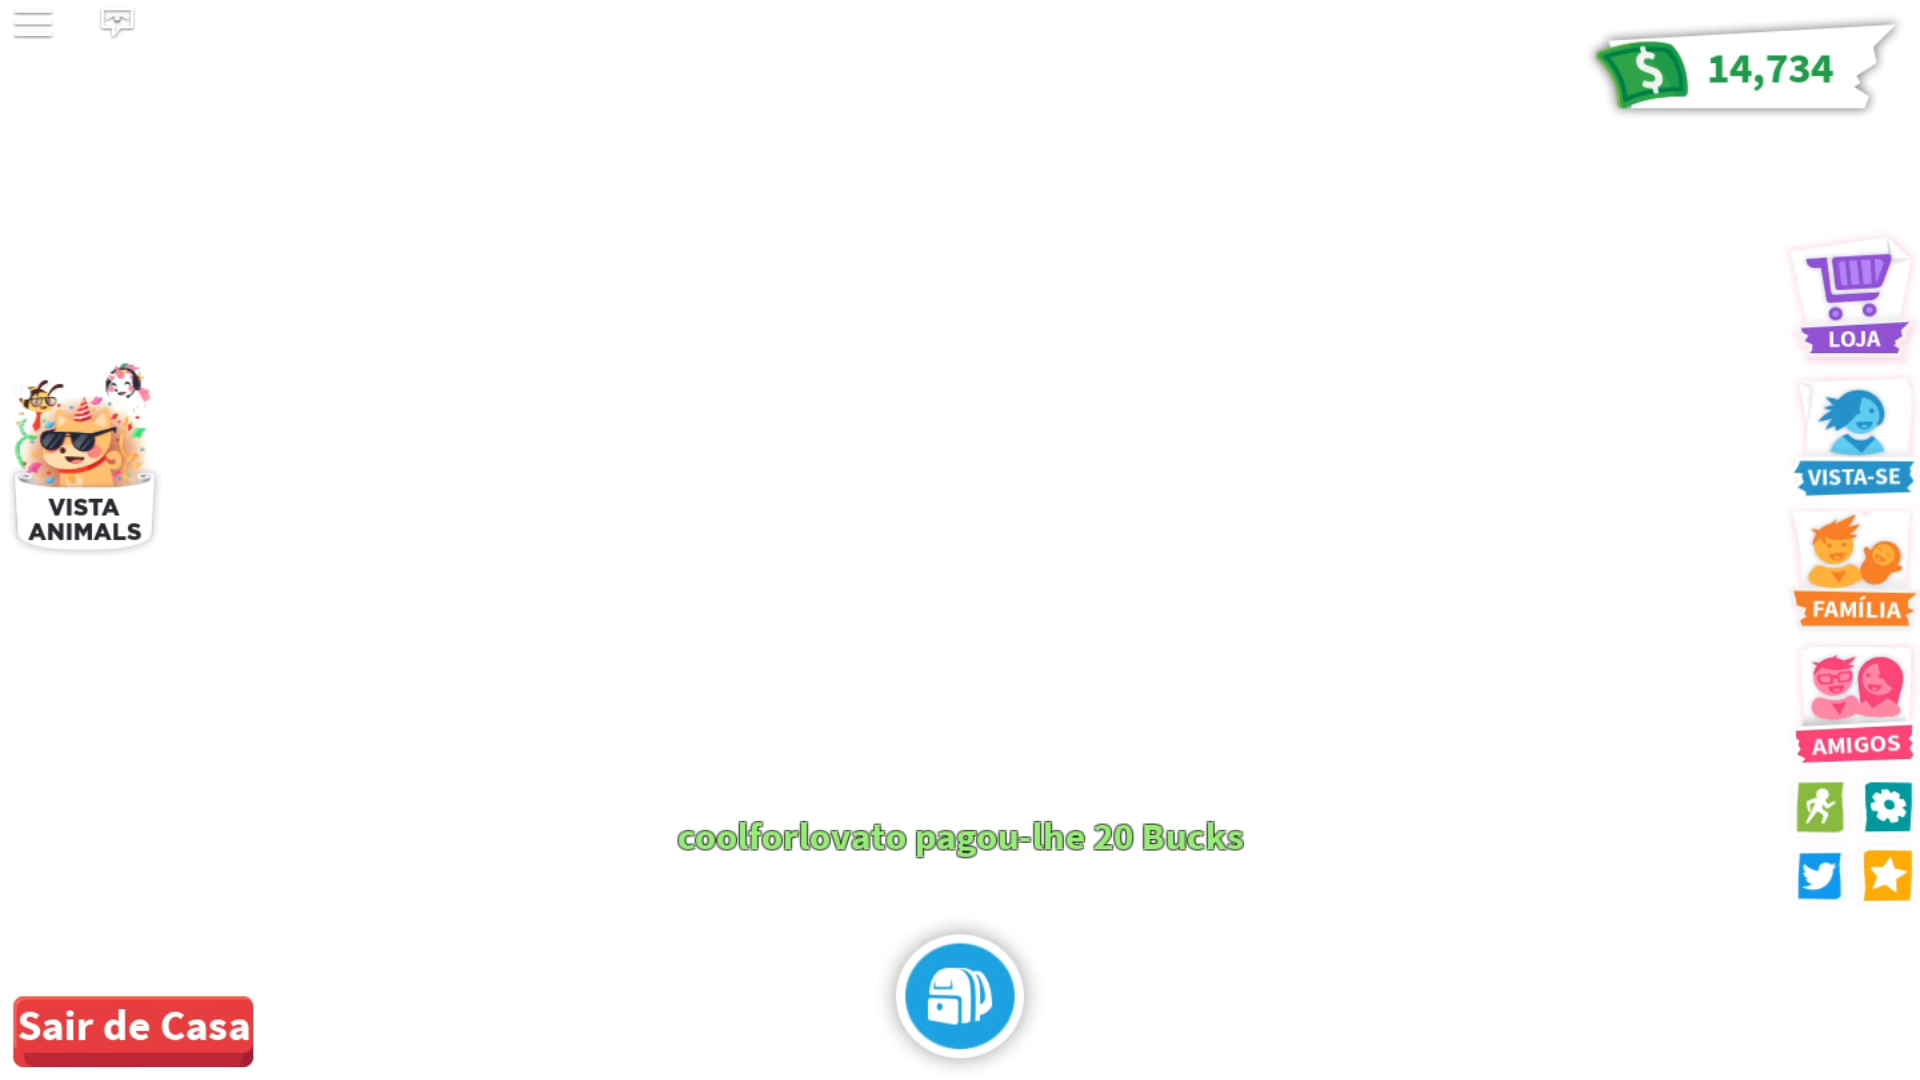 14,734
LOJA
VISTA-SE
VISTA
ANIMALS
FAMÍLIA
AMIGOS
coolforlovato pagou-lhe 20 Bucks
Sair de Casa